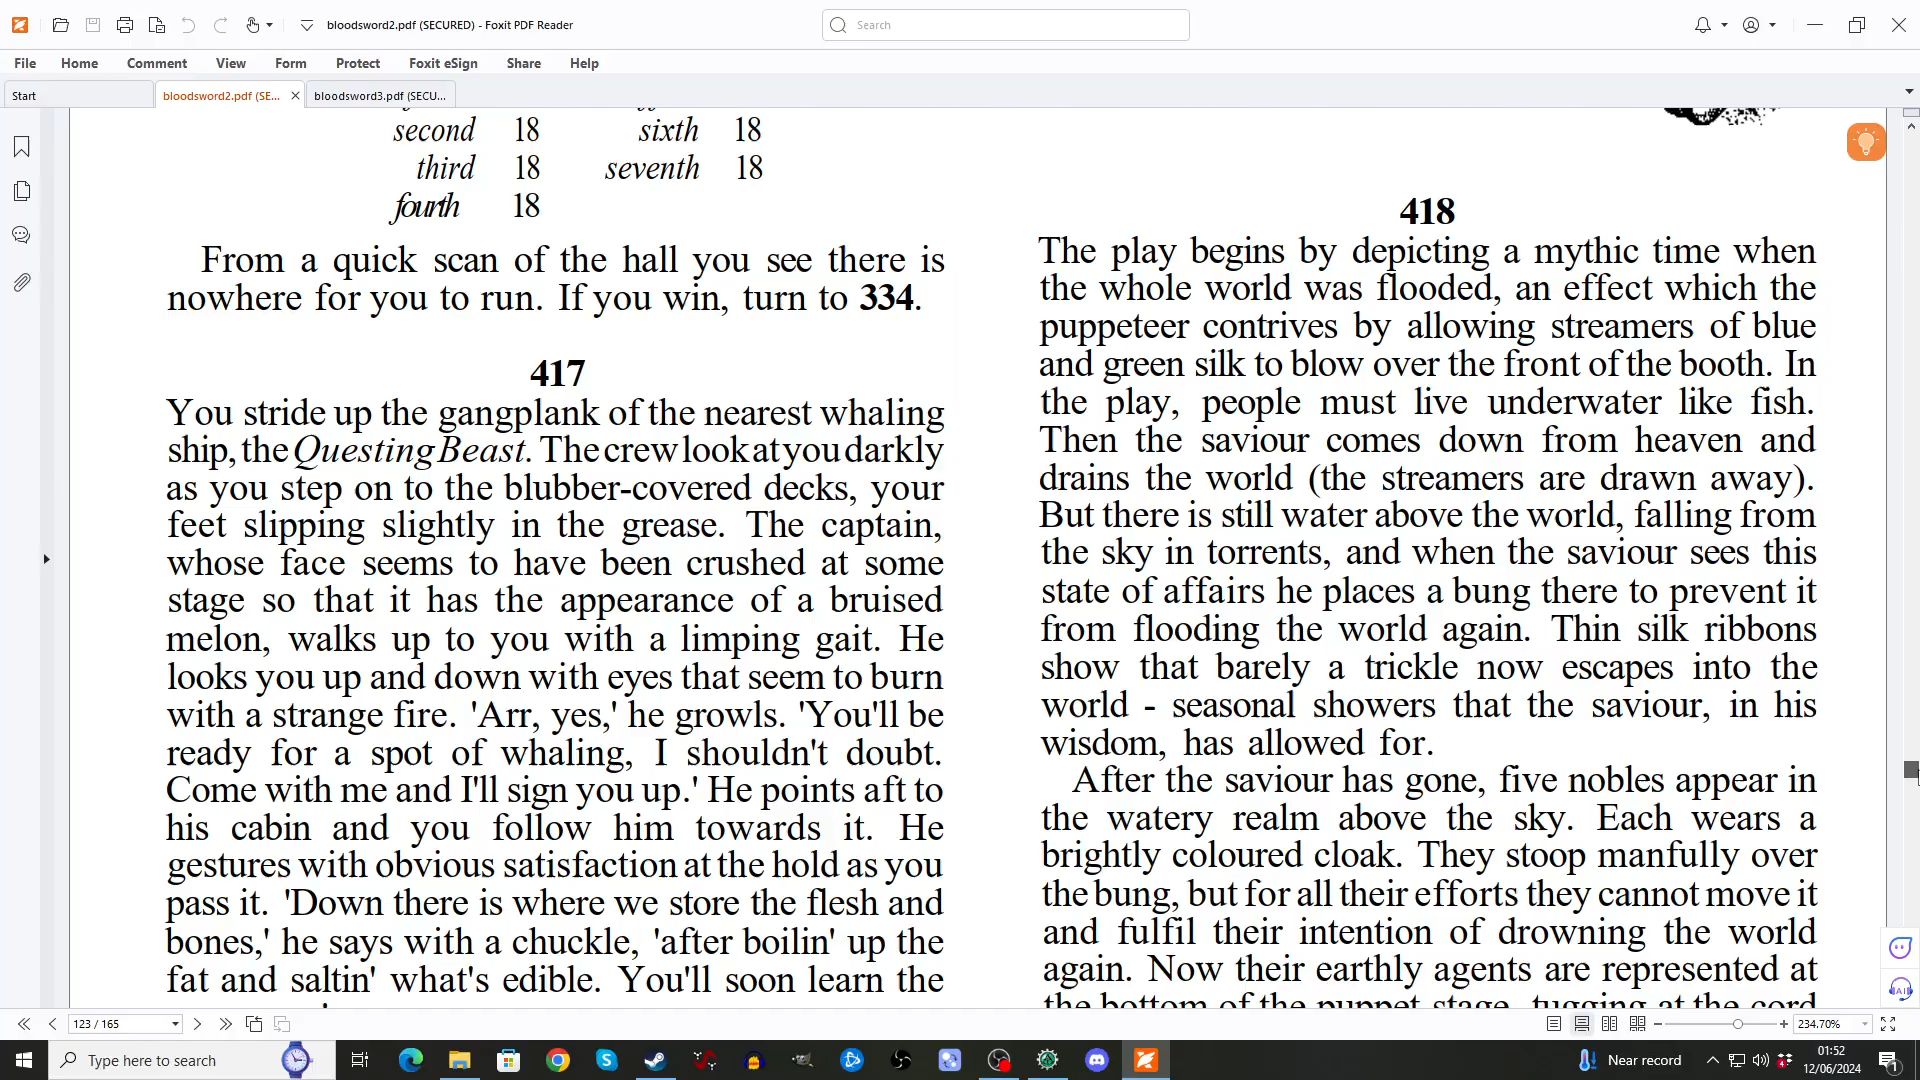 bloodsword2.pdf (SECURED) - Foxit PDF Reader
Search
File Home Comment View Form Protect Foxit eSign Share Help
Start
bloodsword2.pdf (SE...
bloodsword3.pdf (SECU...
second 18 sixth 18
third 18 seventh 18
fourth 18
From a quick scan of the hall you see there is
nowhere for you to run. If you win, turn to 334.
417
You stride up the gangplank of the nearest whaling
ship, the Questing Beast. The crew look at you darkly
as you step on to the blubber-covered decks, your
feet slipping slightly in the grease. The captain,
whose face seems to have been crushed at some
stage so that it has the appearance of a bruised
melon, walks up to you with a limping gait. He
looks you up and down with eyes that seem to burn
with a strange fire. 'Arr, yes,' he growls. 'You'll be
ready for a spot of whaling, I shouldn't doubt.
Come with me and I'll sign you up.' He points aft to
his cabin and you follow him towards it. He
gestures with obvious satisfaction at the hold as you
pass it. 'Down there is where we store the flesh and
bones,' he says with a chuckle, 'after boilin' up the
fat and saltin' what's edible. You'll soon learn the
418
The play begins by depicting a mythic time when
the whole world was flooded, an effect which the
puppeteer contrives by allowing streamers of blue
and green silk to blow over the front of the booth. In
the play, people must live underwater like fish.
Then the saviour comes down from heaven and
drains the world (the streamers are drawn away).
But there is still water above the world, falling from
the sky in torrents, and when the saviour sees this
state of affairs he places a bung there to prevent it
from flooding the world again. Thin silk ribbons
show that barely a trickle now escapes into the
world - seasonal showers that the saviour, in his
wisdom, has allowed for.
After the saviour has gone, five nobles appear in
the watery realm above the sky. Each wears a
brightly coloured cloak. They stoop manfully over
the bung, but for all their efforts they cannot move it
and fulfil their intention of drowning the world
again. Now their earthly agents are represented at
the bottom of the puppet stage, tugging at the cord
AI
123 / 165
234.70%
Type here to search
Near record
01:52
12/06/2024
1